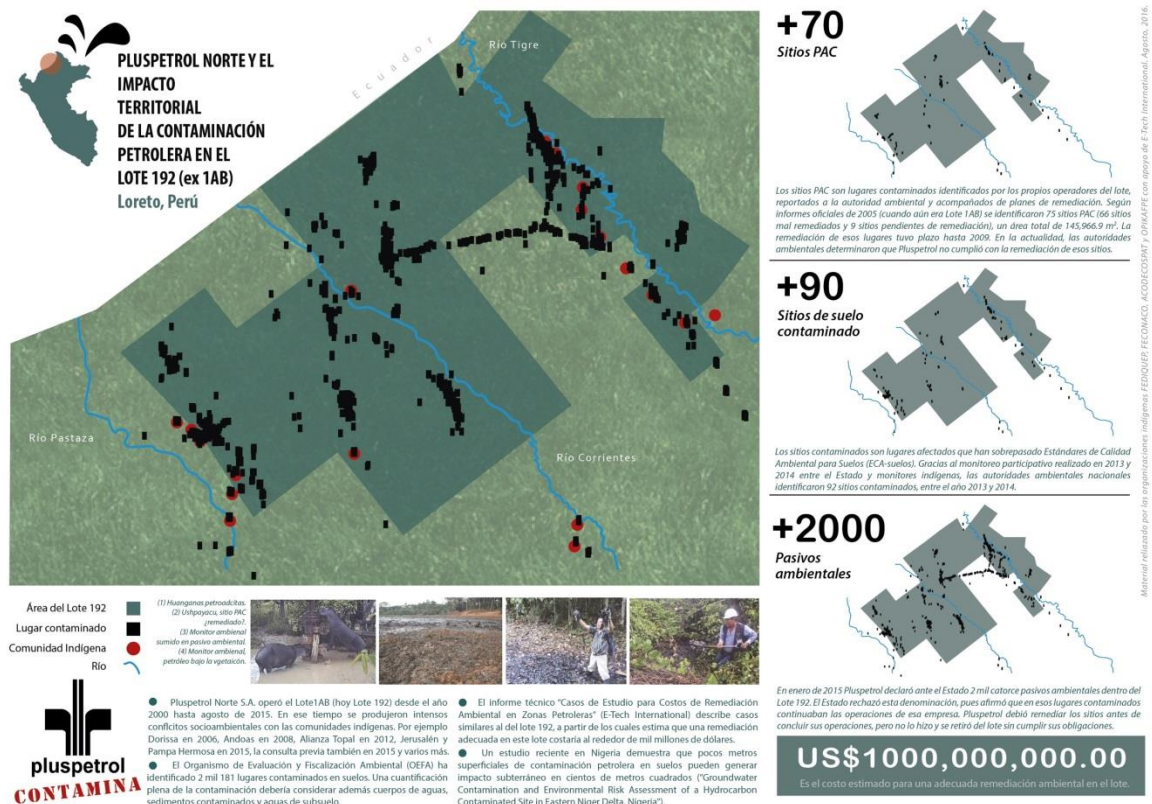 PLUSPETROL NORTE Y EL
IMPACTO
TERRITORIAL
DE LA CONTAMINACIÓN
PETROLERA EN EL
LOTE 192 (ex 1AB)
Loreto, Perú
Ecuador
Río Tigre
Río Pastaza
Río Corrientes
Área del Lote 192
Lugar contaminado
Comunidad Indígena
Río
(1) Huanganas petroadcitas.
(2) Ushpayacu, sitio PAC
¿remediado?.
(3) Monitor ambienal
sumido en pasivo ambiental.
(4) Monitor ambienal,
petróleo bajo la vgetaicón.
pluspetrol
CONTAMINA
● Pluspetrol Norte S.A. operó el Lote1AB (hoy Lote 192) desde el año
2000 hasta agosto de 2015. En ese tiempo se produjeron intensos
conflictos socioambientales con las comunidades indígenas. Por ejemplo
Dorissa en 2006, Andoas en 2008, Alianza Topal en 2012, Jerusalén y
Pampa Hermosa en 2015, la consulta previa también en 2015 y varios más.
● El Organismo de Evaluación y Fiscalización Ambiental (OEFA) ha
identificado 2 mil 181 lugares contaminados en suelos. Una cuantificación
plena de la contaminación debería considerar además cuerpos de aguas,
sedimentos contaminados y aguas de subsuelo.
● El informe técnico "Casos de Estudio para Costos de Remediación
Ambiental en Zonas Petroleras" (E-Tech International) describe casos
similares al del lote 192, a partir de los cuales estima que una remediación
adecuada en este lote costaría al rededor de mil millones de dólares.
● Un estudio reciente en Nigeria demuestra que pocos metros
superficiales de contaminación petrolera en suelos pueden generar
impacto subterráneo en cientos de metros cuadrados ("Groundwater
Contamination and Environmental Risk Assessment of a Hydrocarbon
Contaminated Site in Eastern Niger Delta, Nigeria").
+70
Sitios PAC
Los sitios PAC son lugares contaminados identificados por los propios operadores del lote,
reportados a la autoridad ambiental y acompañados de planes de remediación. Según
informes oficiales de 2005 (cuando aún era Lote 1AB) se identificaron 75 sitios PAC (66 sitios
mal remediados y 9 sitios pendientes de remediación), un área total de 145,966.9 m². La
remediación de esos lugares tuvo plazo hasta 2009. En la actualidad, las autoridades
ambientales determinaron que Pluspetrol no cumplió con la remediación de esos sitios.
+90
Sitios de suelo
contaminado
Los sitios contaminados son lugares afectados que han sobrepasado Estándares de Calidad
Ambiental para Suelos (ECA-suelos). Gracias al monitoreo participativo realizado en 2013 y
2014 entre el Estado y monitores indígenas, las autoridades ambientales nacionales
identificaron 92 sitios contaminados, entre el año 2013 y 2014.
+2000
Pasivos
ambientales
En enero de 2015 Pluspetrol declaró ante el Estado 2 mil catorce pasivos ambientales dentro del
Lote 192. El Estado rechazó esta denominación, pues afirmó que en esos lugares contaminados
continuaban las operaciones de esa empresa. Pluspetrol debió remediar los sitios antes de
concluir sus operaciones, pero no lo hizo y se retiró del lote sin cumplir sus obligaciones.
US$1000,000,000.00
Es el costo estimado para una adecuada remediación ambiental en el lote.
Material reliazado por las organizaciones indígenas FEDIQUEP, FECONACO, ACODECOSPAT y OPIKAFPE con apoyo de E-Tech International. Agosto, 2016.